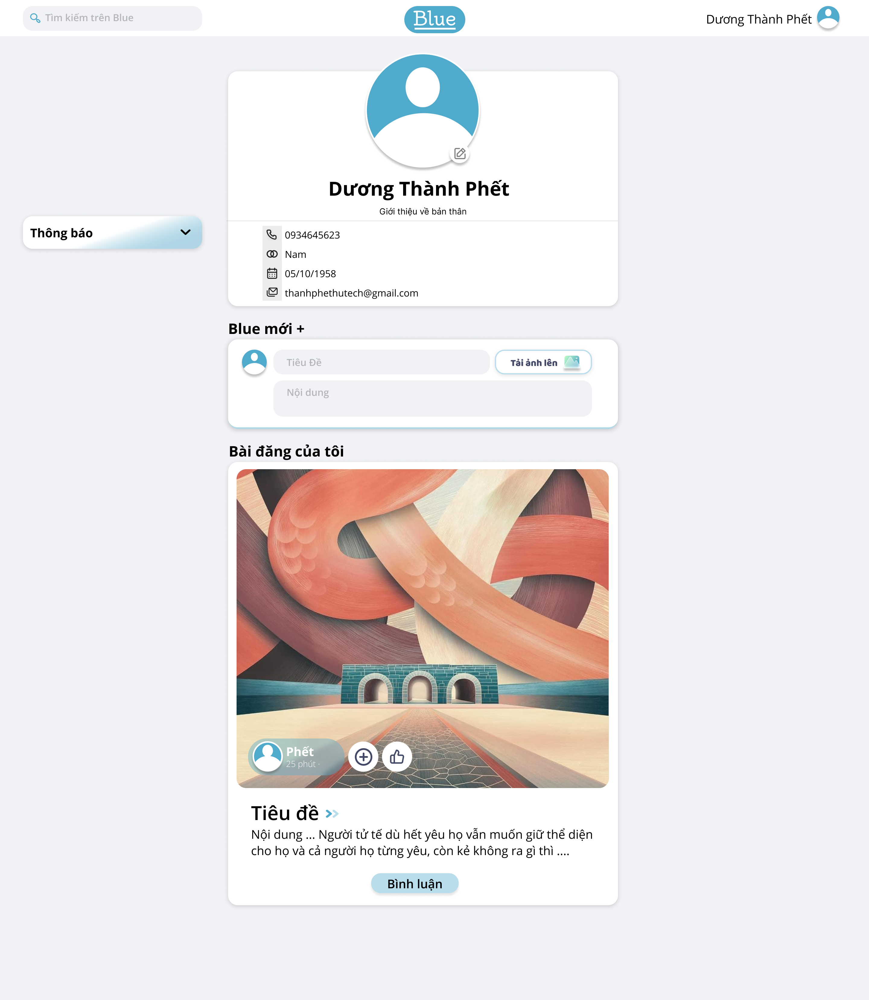 Tìm kiếm trên Blue
Blue
Dương Thành Phết
Dương Thành Phết
Giới thiệu về bản thân
Thông báo
0934645623
Nam
05/10/1958
thanhphethutech@gmail.com
Blue mới +
Tiêu Đề
Tải ảnh lên
Nội dung
Bài đăng của tôi
Phết
25 phút ·
Tiêu đề
Nội dung ... Người tử tế dù hết yêu họ vẫn muốn giữ thể diện
cho họ và cả người họ từng yêu, còn kẻ không ra gì thì ....
Bình luận